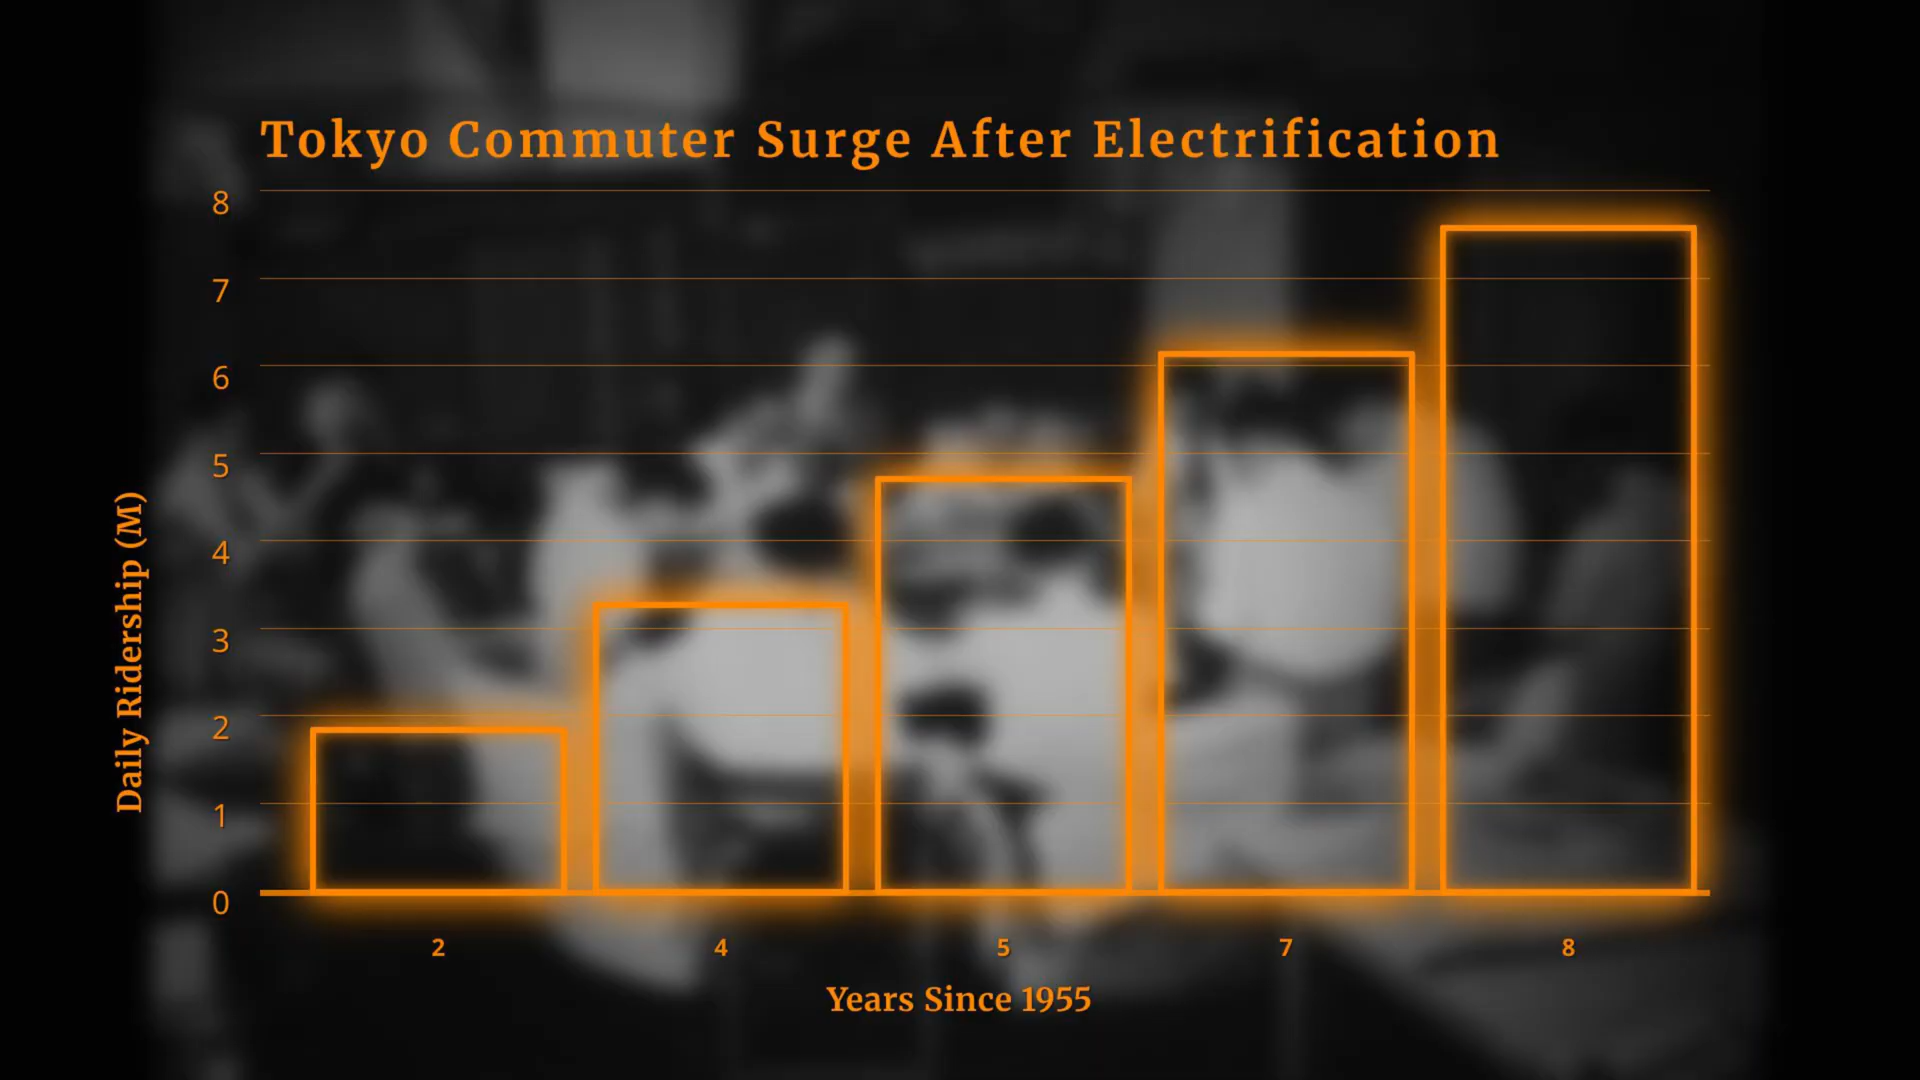 Tokyo Commuter Surge After Electrification
8
7
6
5
4
3
2
1
0
Daily Ridership (M)
2 4 5 7 8
Years Since 1955